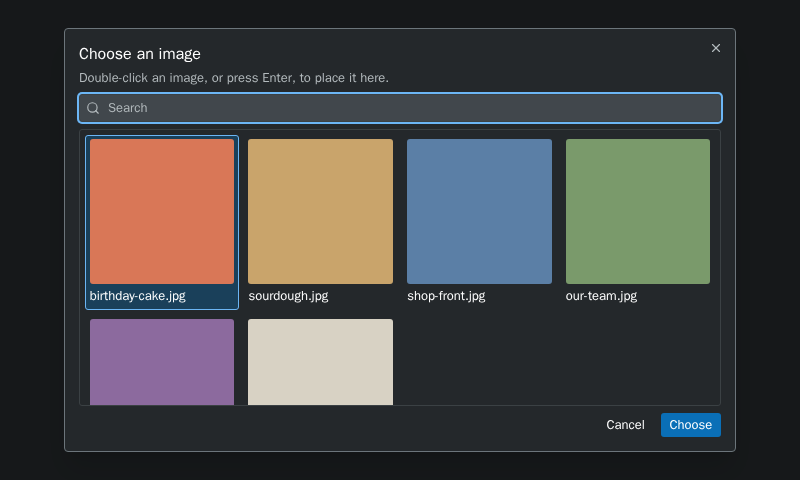 Choose an image
Double-click an image, or press Enter, to place it here.
Search
birthday-cake.jpg
sourdough.jpg
shop-front.jpg
our-team.jpg
Cancel
Choose